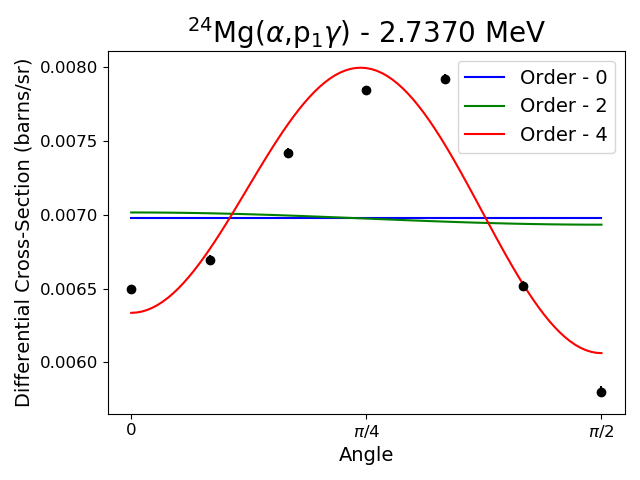 ²⁴Mg(α,p₁γ) - 2.7370 MeV
Differential Cross-Section (barns/sr)
0.0080
0.0075
0.0070
0.0065
0.0060
Order - 0
Order - 2
Order - 4
0
π/4
π/2
Angle